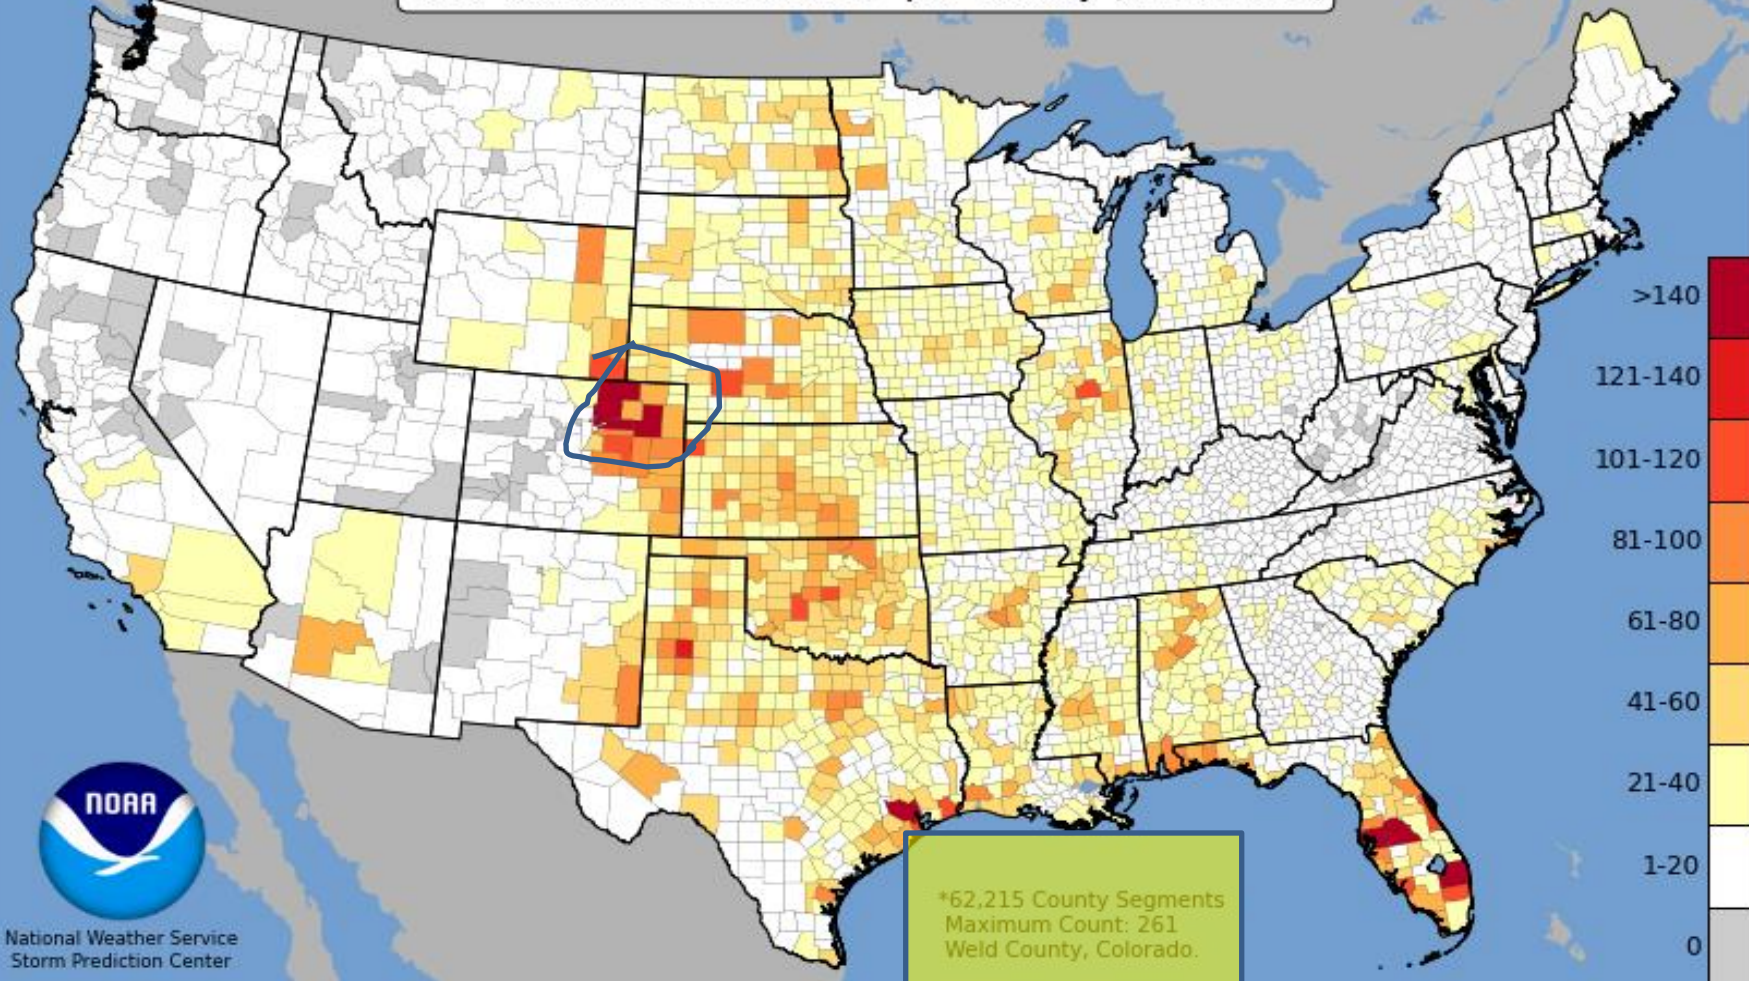 >140
121-140
101-120
81-100
61-80
41-60
21-40
1-20
0
NOAA
National Weather Service
Storm Prediction Center
*62,215 County Segments
Maximum Count: 261
Weld County, Colorado.